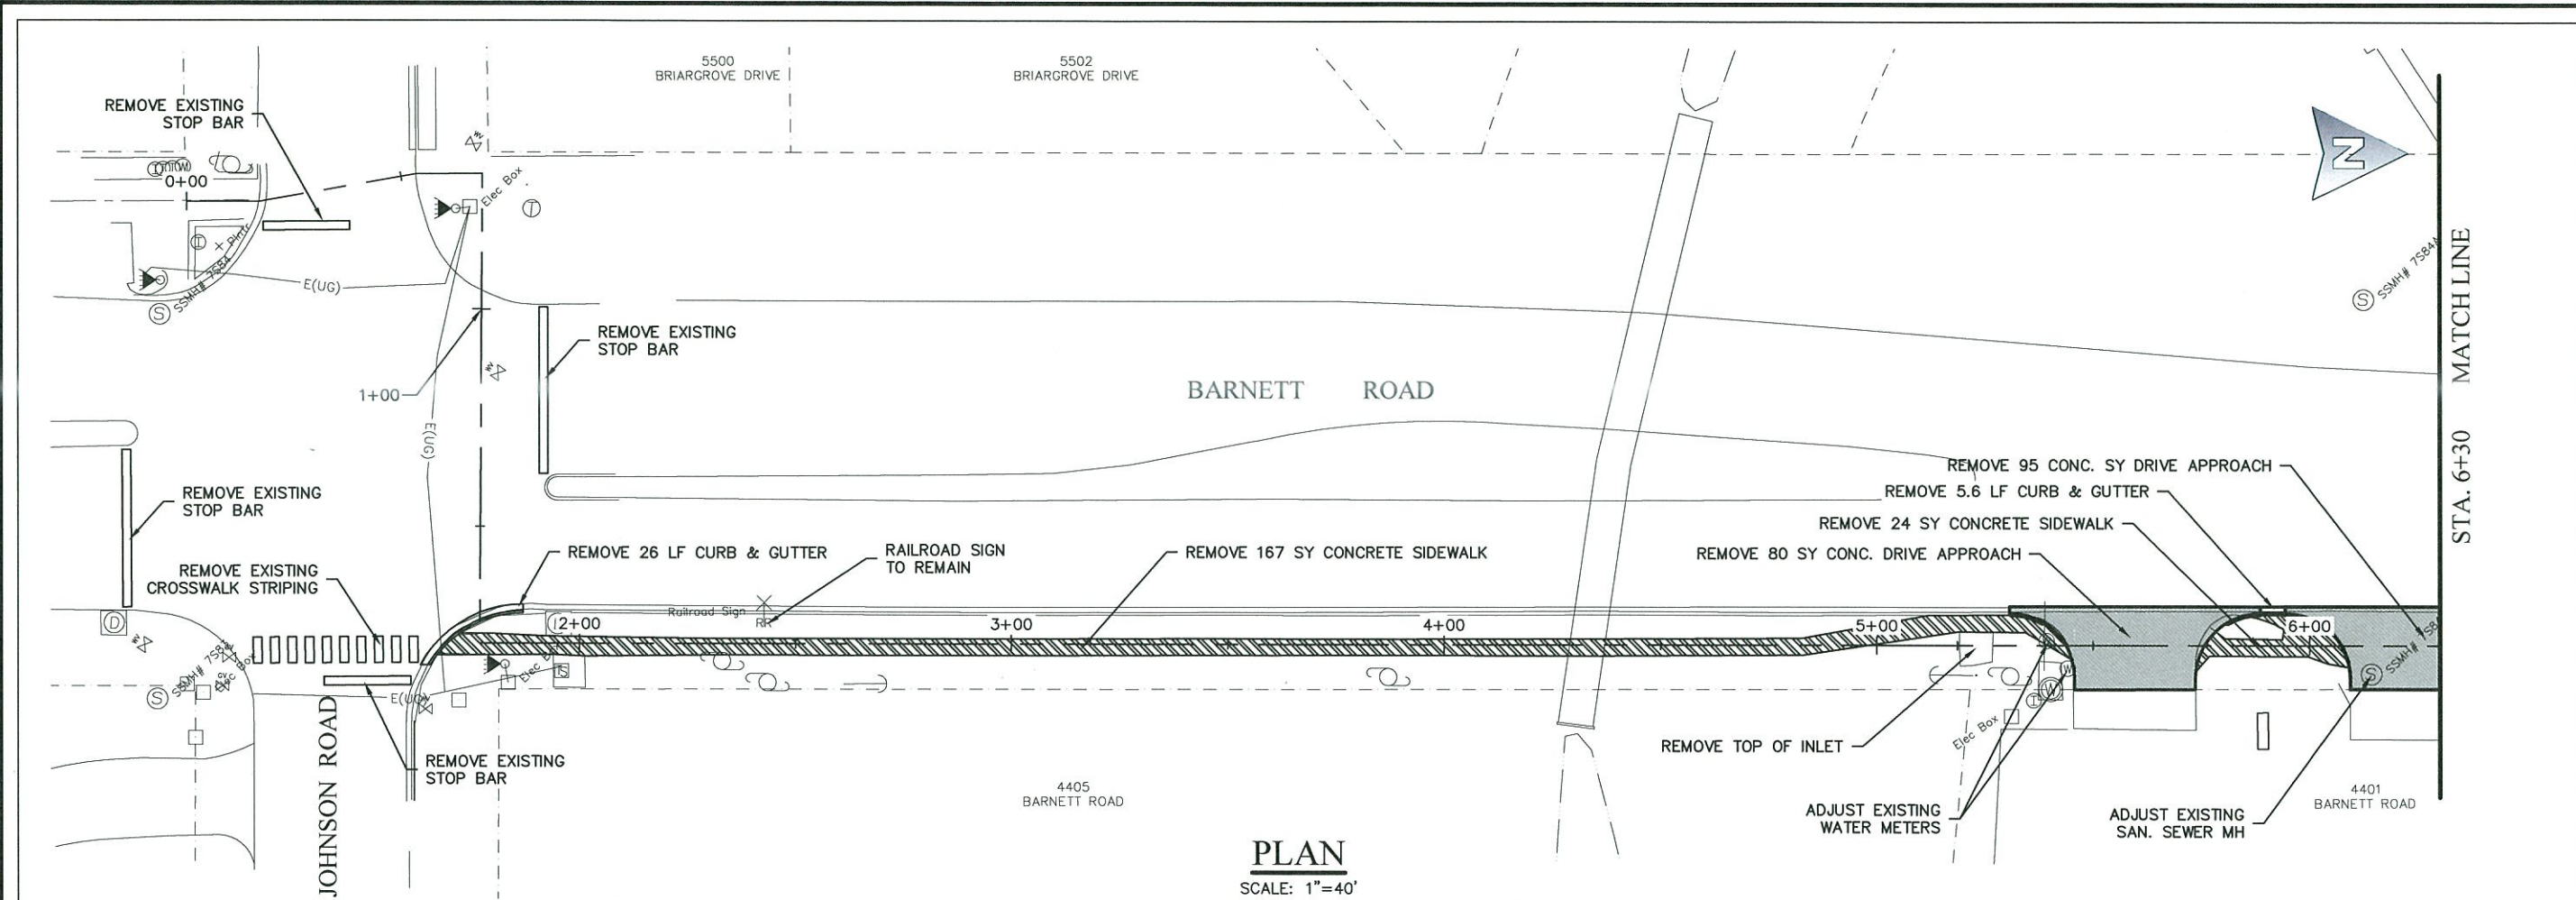 5500
BRIARGROVE DRIVE
5502
BRIARGROVE DRIVE
REMOVE EXISTING
STOP BAR
0+00
Elec Box
WV
T
N
Plntr
E(UG)
SSMH# 7S84
S
SSMH# 7S84A
S
REMOVE EXISTING
STOP BAR
1+00
WV
BARNETT ROAD
STA. 6+30 MATCH LINE
E(UG)
REMOVE EXISTING
STOP BAR
REMOVE 95 CONC. SY DRIVE APPROACH
REMOVE 5.6 LF CURB & GUTTER
REMOVE 24 SY CONCRETE SIDEWALK
REMOVE 80 SY CONC. DRIVE APPROACH
REMOVE 26 LF CURB & GUTTER
RAILROAD SIGN
TO REMAIN
REMOVE 167 SY CONCRETE SIDEWALK
REMOVE EXISTING
CROSSWALK STRIPING
Railroad Sign
RR
D
2+00
3+00
4+00
5+00
6+00
S
E(UG)
Elec Box
S
SSMH#
W
JOHNSON ROAD
REMOVE EXISTING
STOP BAR
REMOVE TOP OF INLET
Elec Box
4405
BARNETT ROAD
ADJUST EXISTING
WATER METERS
ADJUST EXISTING
SAN. SEWER MH
4401
BARNETT ROAD
PLAN
SCALE: 1"=40'